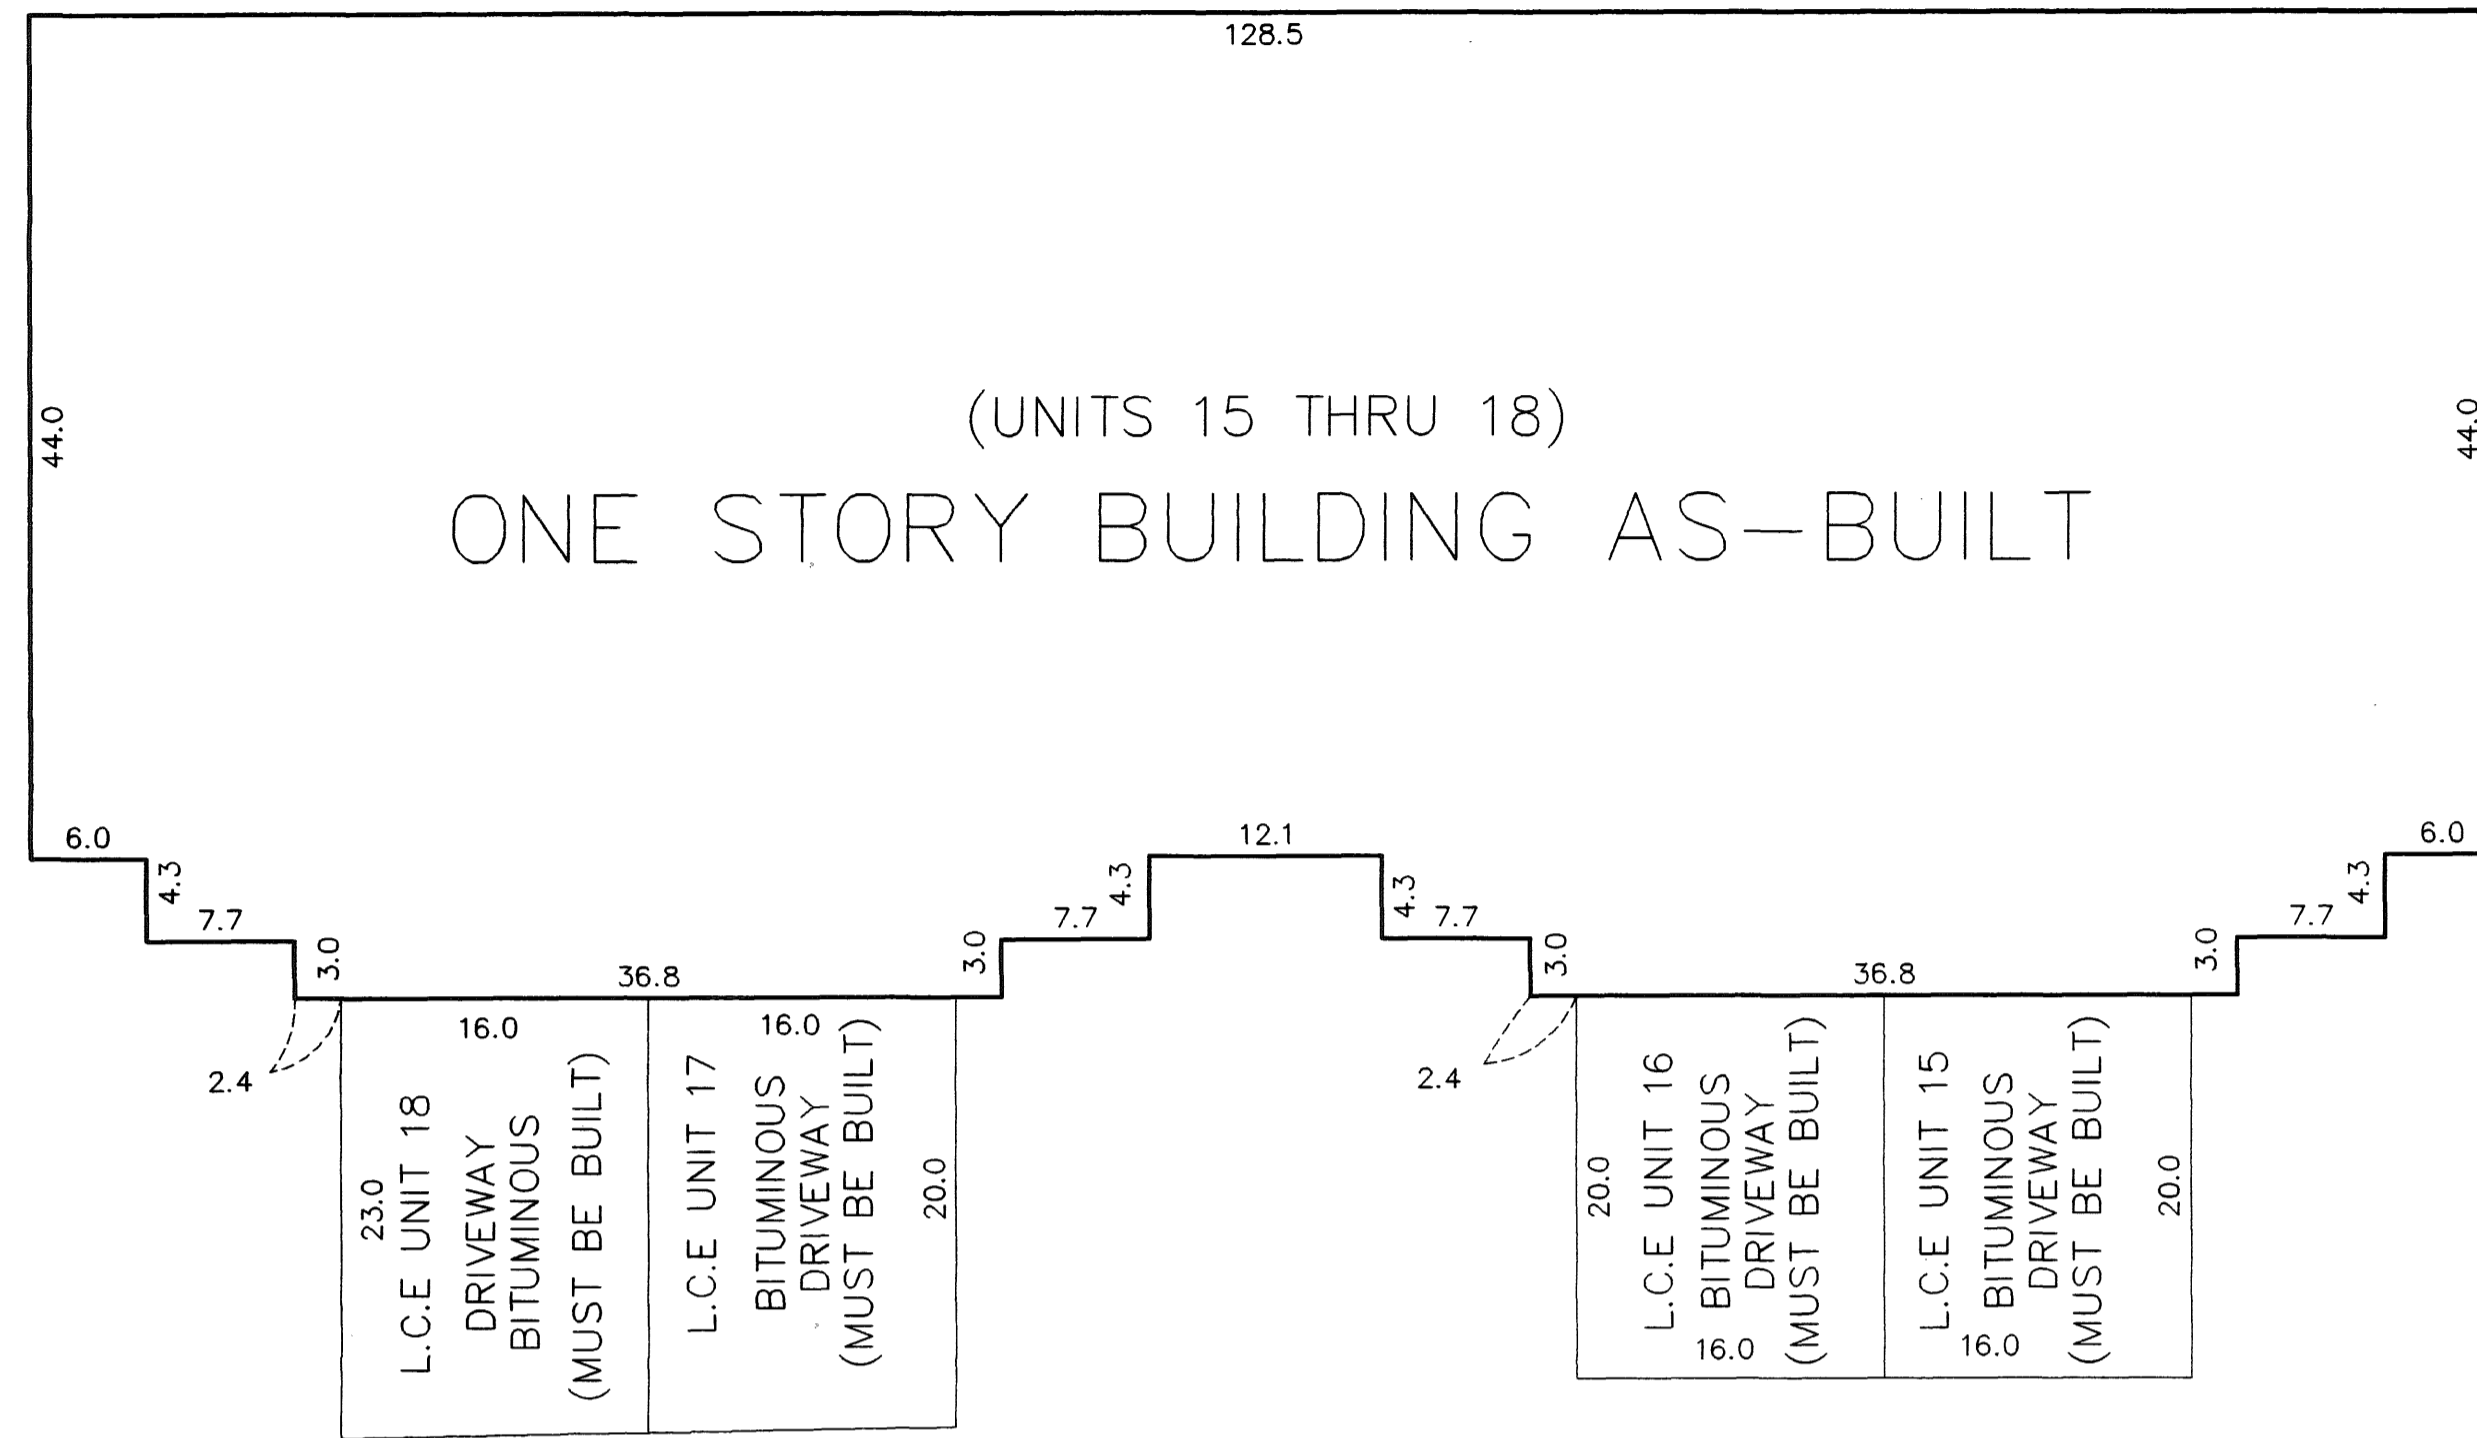 128.5
44.0
44.0
(UNITS 15 THRU 18)
ONE STORY BUILDING AS-BUILT
6.0
4.3
7.7
3.0
36.8
3.0
7.7
4.3
12.1
4.3
7.7
3.0
36.8
3.0
7.7
4.3
6.0
2.4
16.0
23.0
L.C.E UNIT 18
DRIVEWAY
BITUMINOUS
(MUST BE BUILT)
16.0
L.C.E UNIT 17
BITUMINOUS
DRIVEWAY
(MUST BE BUILT)
20.0
2.4
20.0
L.C.E UNIT 16
BITUMINOUS
DRIVEWAY
(MUST BE BUILT)
16.0
L.C.E UNIT 15
BITUMINOUS
DRIVEWAY
(MUST BE BUILT)
16.0
20.0